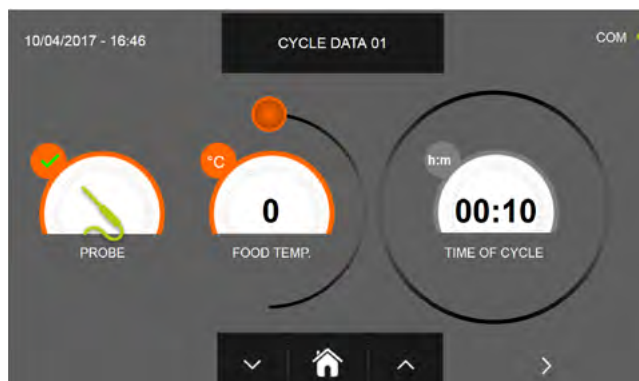 10/04/2017 - 16:46
CYCLE DATA 01
COM
°C
h:m
0
00:10
PROBE
FOOD TEMP.
TIME OF CYCLE